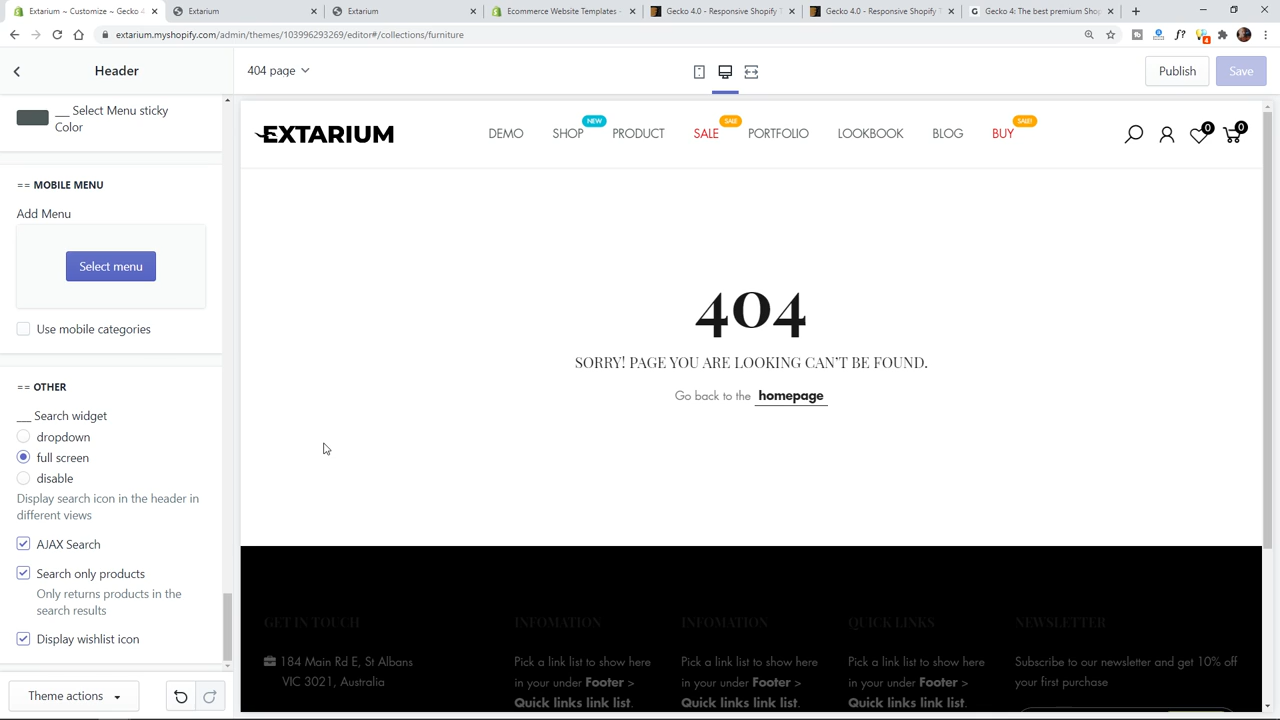 Extarium ~ Customize ~ Gecko 4
Extarium
Extarium
Ecommerce Templates -
Gecko 4.0 - Responsive Shopify T
Gecko 4.0 - Responsive Shopify
Gecko 4: The best premium Shop
extarium.myshopify.com/admin/themes/103996293269/editor#/collections/furniture
Header
404 page
Publish
Save
__ Select Menu sticky
Color
== MOBILE MENU
Add Menu
Select menu
Use mobile categories
== OTHER
__ Search widget
dropdown
full screen
disable
Display search icon in the header in
different views
AJAX Search
Search only products
Only returns products in the
search results
Display wishlist icon
Theme actions
EXTARIUM
DEMO
SHOP
NEW
PRODUCT
SALE
SALE
PORTFOLIO
LOOKBOOK
BLOG
BUY
SALE!
0
0
404
SORRY! PAGE YOU ARE LOOKING CAN'T BE FOUND.
Go back to the homepage
GET IN TOUCH
184 Main Rd E, St Albans
VIC 3021, Australia
INFOMATION
Pick a link list to show here
in your under Footer >
Quick links link list.
INFOMATION
Pick a link list to show here
in your under Footer >
Quick links link list.
QUICK LINKS
Pick a link list to show here
in your under Footer >
Quick links link list.
NEWSLETTER
Subscribe to our newsletter and get 10% off
your first purchase